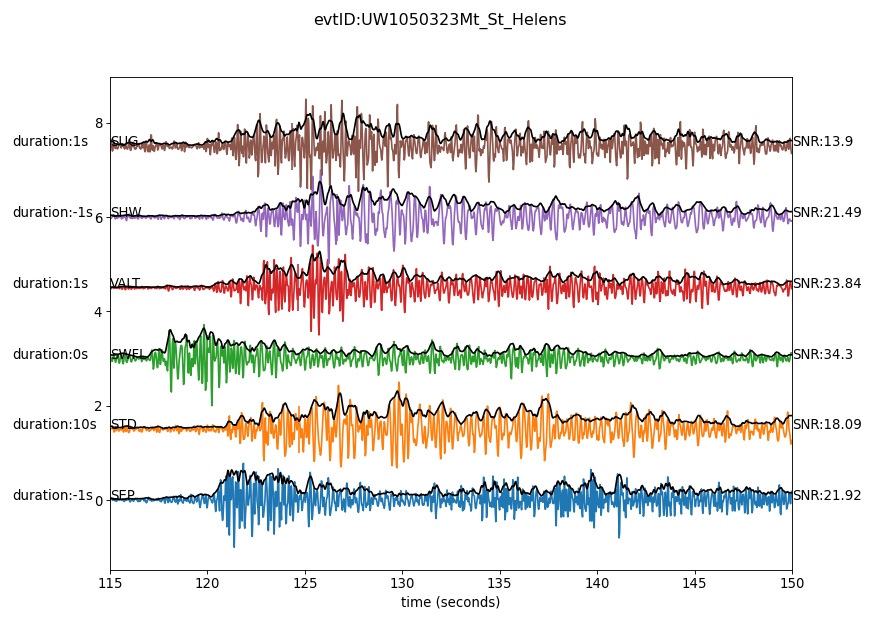 evtID:UW1050323Mt_St_Helens
8
duration:1s SUG SNR:13.9
duration:-1s SHW SNR:21.49
6
duration:1s VALT SNR:23.84
4
duration:0s SWFL SNR:34.3
2
duration:10s STD SNR:18.09
duration:-1s SEP SNR:21.92
0
115 120 125 130 135 140 145 150
time (seconds)